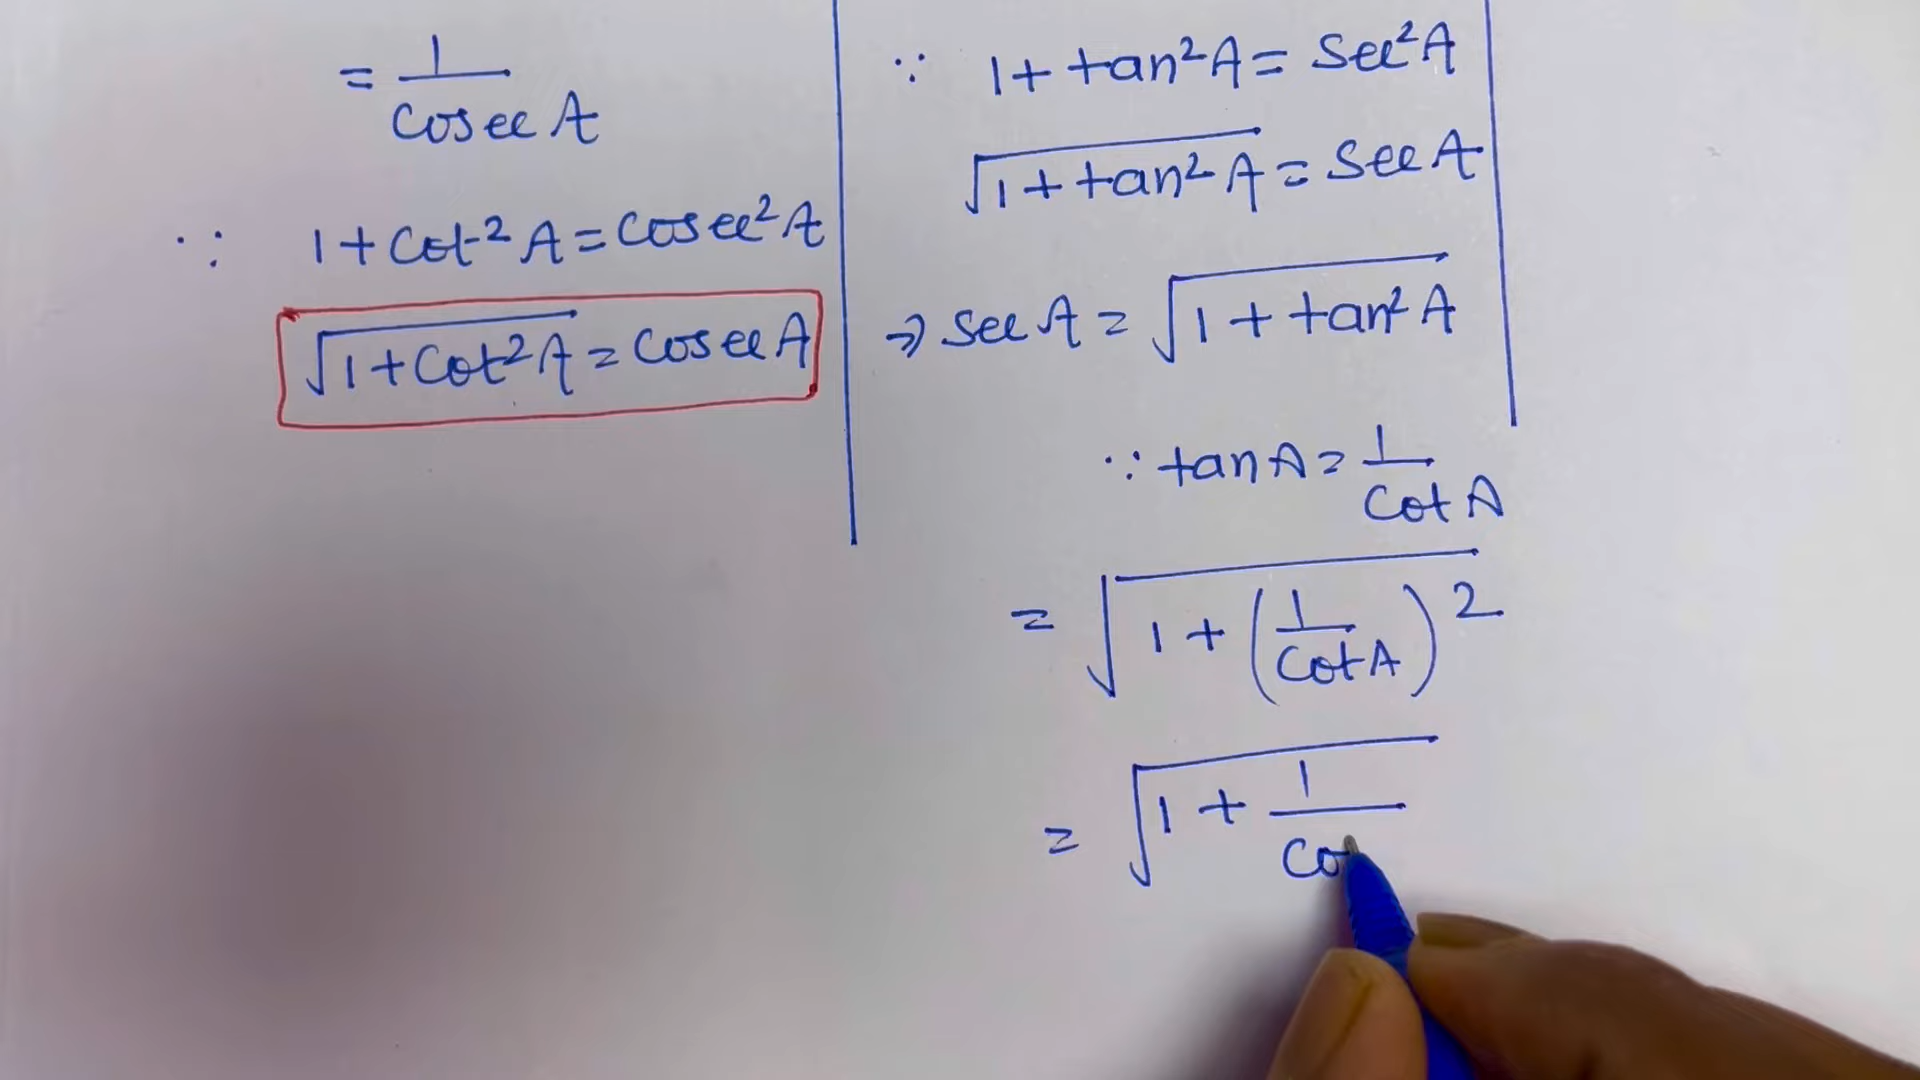 = 1/cosec A
∵ 1 + cot² A = cosec² A
√(1 + cot² A) = cosec A
∵ 1 + tan² A = sec² A
√(1 + tan² A) = sec A
⇒ sec A = √(1 + tan² A)
∵ tan A = 1/cot A
= √(1 + (1/cot A)²)
= √(1 + 1/co